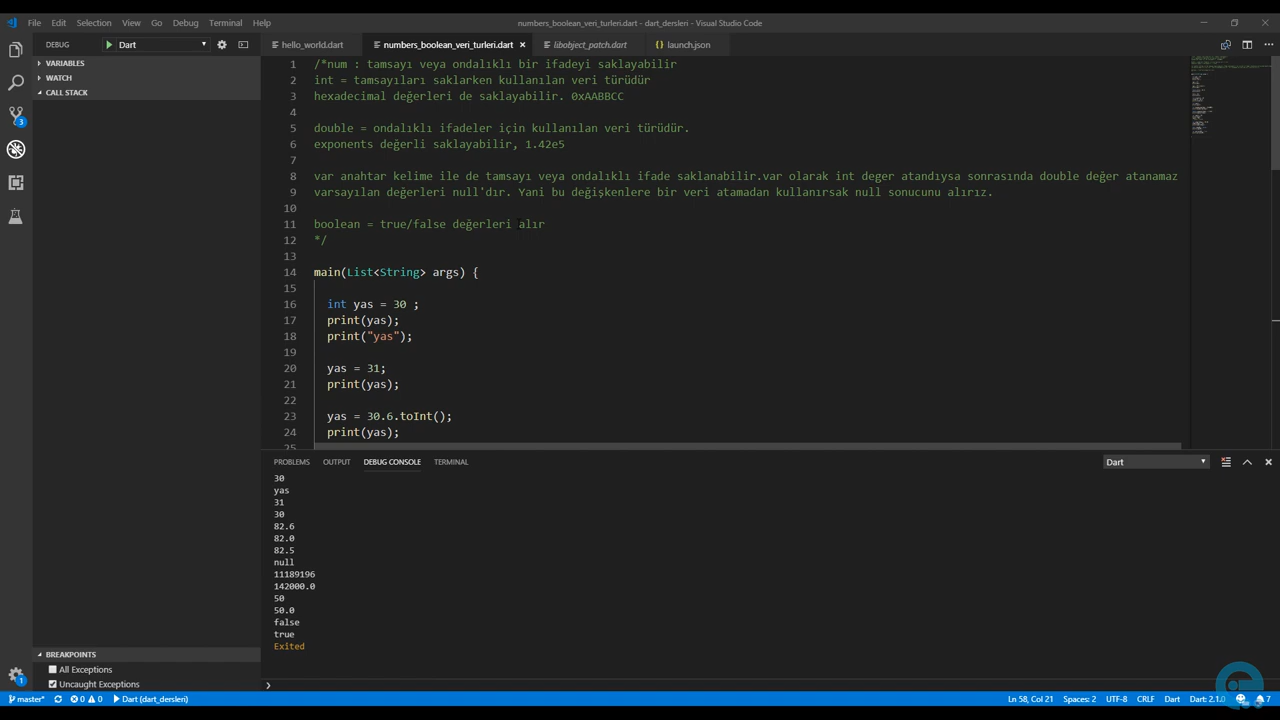 File Edit Selection View Go Debug Terminal Help
numbers_boolean_veri_turleri.dart - dart_dersleri - Visual Studio Code
DEBUG Dart
hello_world.dart numbers_boolean_veri_turleri.dart libobject_patch.dart launch.json
VARIABLES
WATCH
CALL STACK
1 /*num : tamsayı veya ondalıklı bir ifadeyi saklayabilir
2 int = tamsayıları saklarken kullanılan veri türüdür
3 hexadecimal değerleri de saklayabilir. 0xAABBCC
4
5 double = ondalıklı ifadeler için kullanılan veri türüdür.
6 exponents değerli saklayabilir, 1.42e5
7
8 var anahtar kelime ile de tamsayı veya ondalıklı ifade saklanabilir.var olarak int deger atandıysa sonrasında double değer atanamaz
9 varsayılan değerleri null'dır. Yani bu değişkenlere bir veri atamadan kullanırsak null sonucunu alırız.
10
11 boolean = true/false değerleri alır
12 */
13
14 main(List<String> args) {
15
16 int yas = 30 ;
17 print(yas);
18 print("yas");
19
20 yas = 31;
21 print(yas);
22
23 yas = 30.6.toInt();
24 print(yas);
25
PROBLEMS OUTPUT DEBUG CONSOLE TERMINAL Dart
30
yas
31
30
82.6
82.0
82.5
null
11189196
142000.0
50
50.0
false
true
Exited
BREAKPOINTS
All Exceptions
Uncaught Exceptions
3
1
master* 0 0 Dart (dart_dersleri) Ln 58, Col 21 Spaces: 2 UTF-8 CRLF Dart Dart: 2.1.0 7